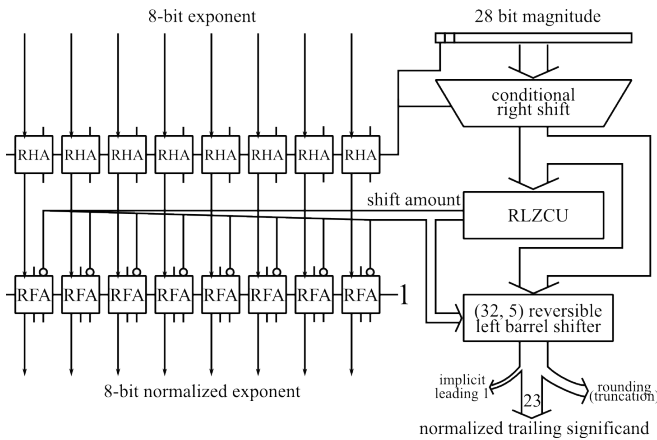 8-bit exponent
28 bit magnitude
conditional
right shift
RHA RHA RHA RHA RHA RHA RHA RHA
shift amount
RLZCU
RFA RFA RFA RFA RFA RFA RFA RFA
1
(32, 5) reversible
left barrel shifter
8-bit normalized exponent
implicit
leading 1
23
rounding
(truncation)
normalized trailing significand